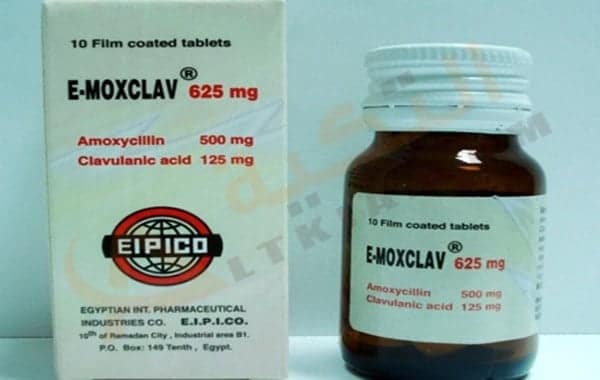 10 Film coated tablets
E-MOXCLAV® 625 mg
Amoxycillin 500 mg
Clavulanic acid 125 mg
EIPICO
EGYPTIAN INT. PHARMACEUTICAL
INDUSTRIES CO. E.I.P.I.CO.
10th of Ramadan City, Industrial area B1.
P.O. Box: 149 Tenth, Egypt.
10 Film coated tablets
E-MOXCLAV® 625 mg
Amoxycillin 500 mg
Clavulanic acid 125 mg